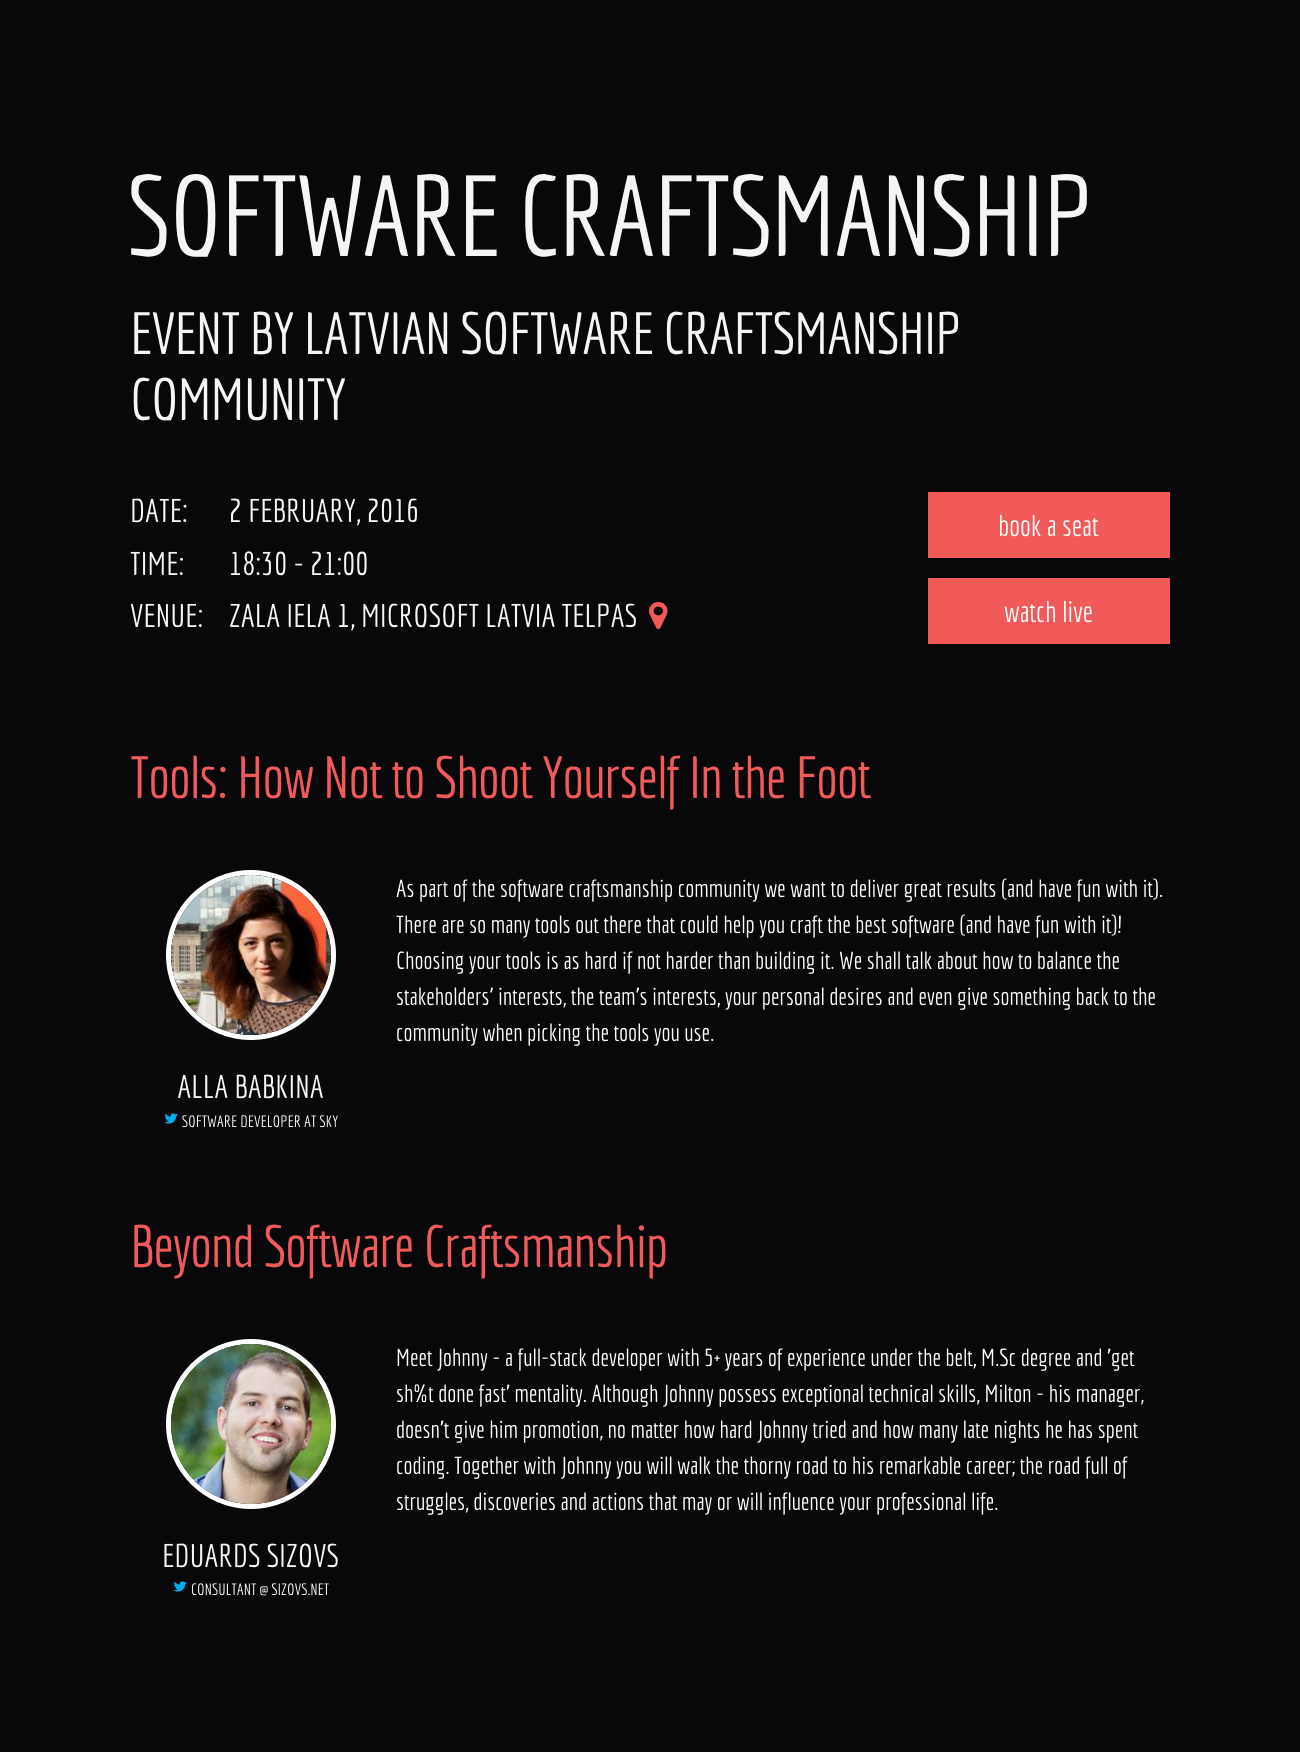 SOFTWARE CRAFTSMANSHIP
EVENT BY LATVIAN SOFTWARE CRAFTSMANSHIP
COMMUNITY
DATE: 2 FEBRUARY, 2016
TIME: 18:30 - 21:00
VENUE: ZALA IELA 1, MICROSOFT LATVIA TELPAS
book a seat
watch live
Tools: How Not to Shoot Yourself In the Foot
As part of the software craftsmanship community we want to deliver great results (and have fun with it).
There are so many tools out there that could help you craft the best software (and have fun with it)!
Choosing your tools is as hard if not harder than building it. We shall talk about how to balance the
stakeholders' interests, the team's interests, your personal desires and even give something back to the
community when picking the tools you use.
ALLA BABKINA
SOFTWARE DEVELOPER AT SKY
Beyond Software Craftsmanship
Meet Johnny - a full-stack developer with 5+ years of experience under the belt, M.Sc degree and 'get
sh%t done fast' mentality. Although Johnny possess exceptional technical skills, Milton - his manager,
doesn't give him promotion, no matter how hard Johnny tried and how many late nights he has spent
coding. Together with Johnny you will walk the thorny road to his remarkable career; the road full of
struggles, discoveries and actions that may or will influence your professional life.
EDUARDS SIZOVS
CONSULTANT @ SIZOVS.NET